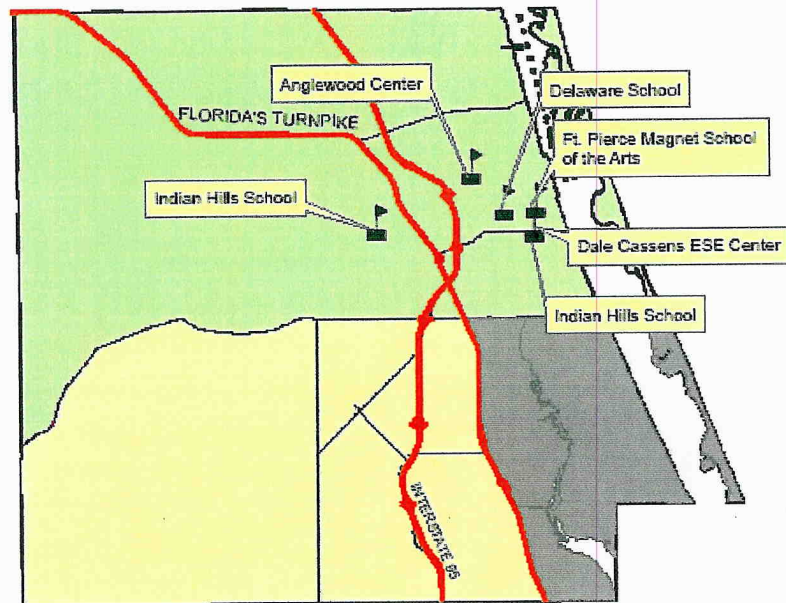 Anglewood Center
Delaware School
FLORIDA'S TURNPIKE
Ft. Pierce Magnet School
of the Arts
Indian Hills School
Dale Cassens ESE Center
Indian Hills School
INTERSTATE 95